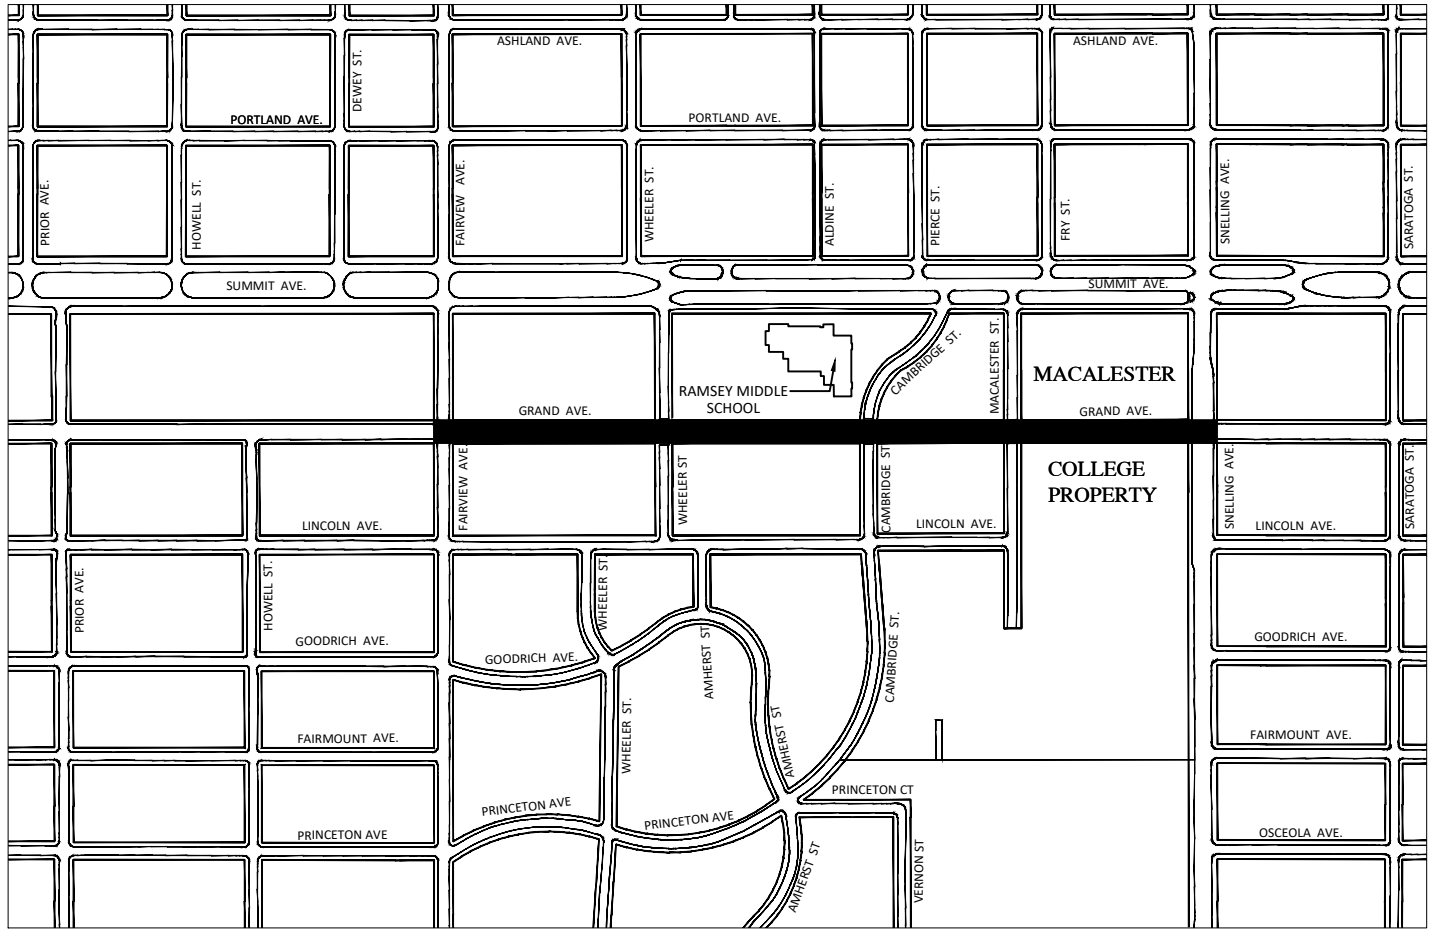 ASHLAND AVE.
ASHLAND AVE.
DEWEY ST.
PORTLAND AVE.
PORTLAND AVE.
PRIOR AVE.
HOWELL ST.
FAIRVEW AVE.
WHEELER ST.
ALDINE ST.
PIERCE ST.
FRY ST.
SNELLING AVE.
SARATOGA ST.
SUMMIT AVE.
SUMMIT AVE.
CAMBRIDGE ST.
MACALESTER ST.
MACALESTER
RAMSEY MIDDLE
SCHOOL
GRAND AVE.
GRAND AVE.
FAIRVIEW AVE.
WHEELER ST
CAMBRIDGE ST
COLLEGE
PROPERTY
SNELLING AVE.
SARATOGA ST.
LINCOLN AVE.
LINCOLN AVE.
LINCOLN AVE.
PRIOR AVE.
HOWELL ST.
WHEELER ST.
GOODRICH AVE.
GOODRICH AVE.
AMHERST ST
CAMBRIDGE ST.
GOODRICH AVE.
FAIRMOUNT AVE.
WHEELER ST.
AMHERST ST
FAIRMOUNT AVE.
PRINCETON CT
PRINCETON AVE
PRINCETON AVE
PRINCETON AVE
OSCEOLA AVE.
AMHERST ST
VERNON ST